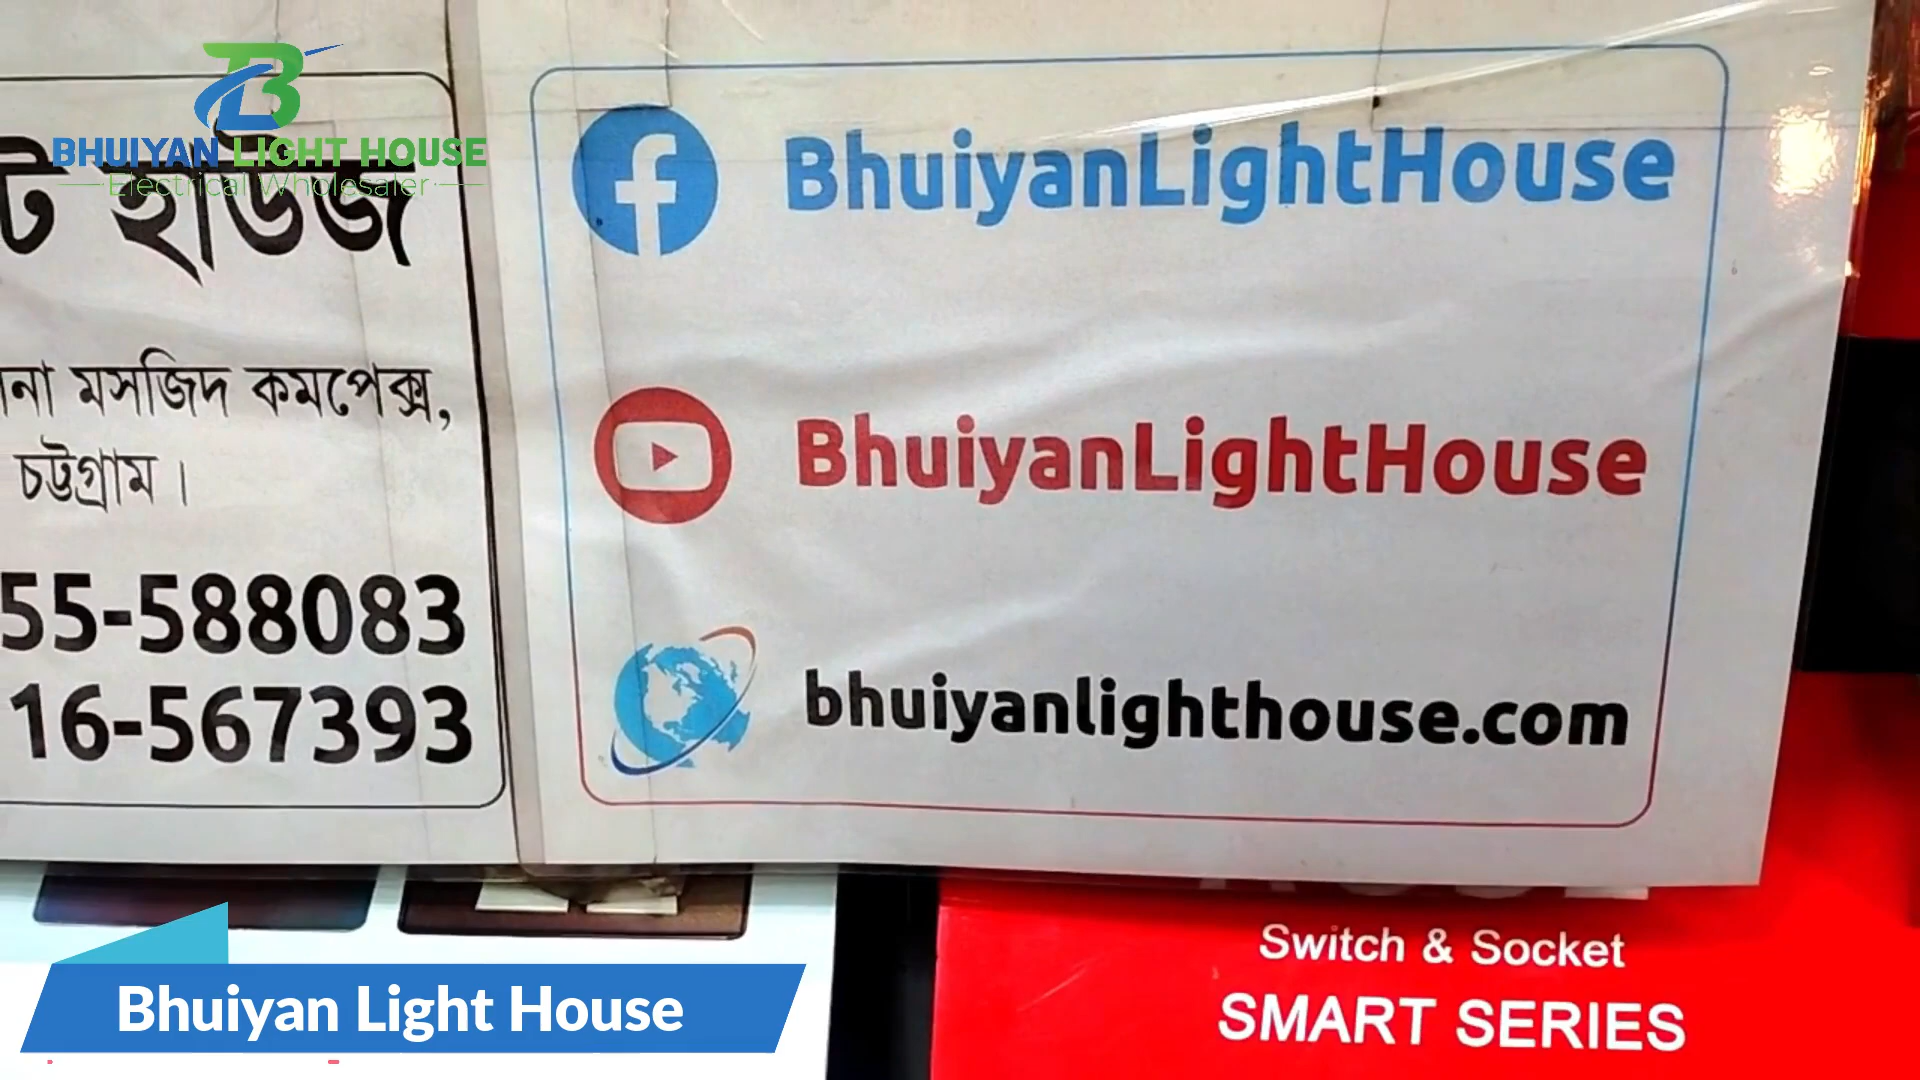 BHUIYAN LIGHT HOUSE
Electrical Wholesaler
হাউজ
মসজিদ কমপেক্স,
চট্টগ্রাম।
55-588083
16-567393
BhuiyanLightHouse
BhuiyanLightHouse
bhuiyanlighthouse.com
Switch & Socket
SMART SERIES
Bhuiyan Light House